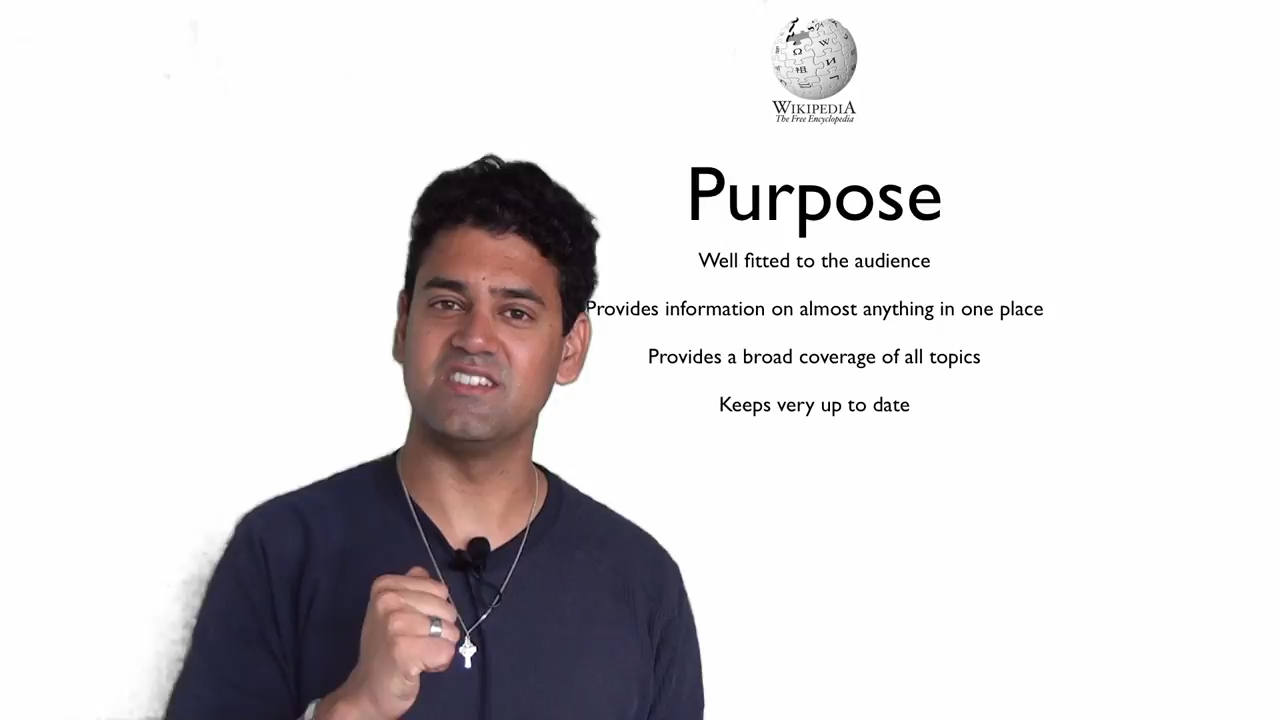 WIKIPEDIA
The Free Encyclopedia
Purpose
Well fitted to the audience
Provides information on almost anything in one place
Provides a broad coverage of all topics
Keeps very up to date